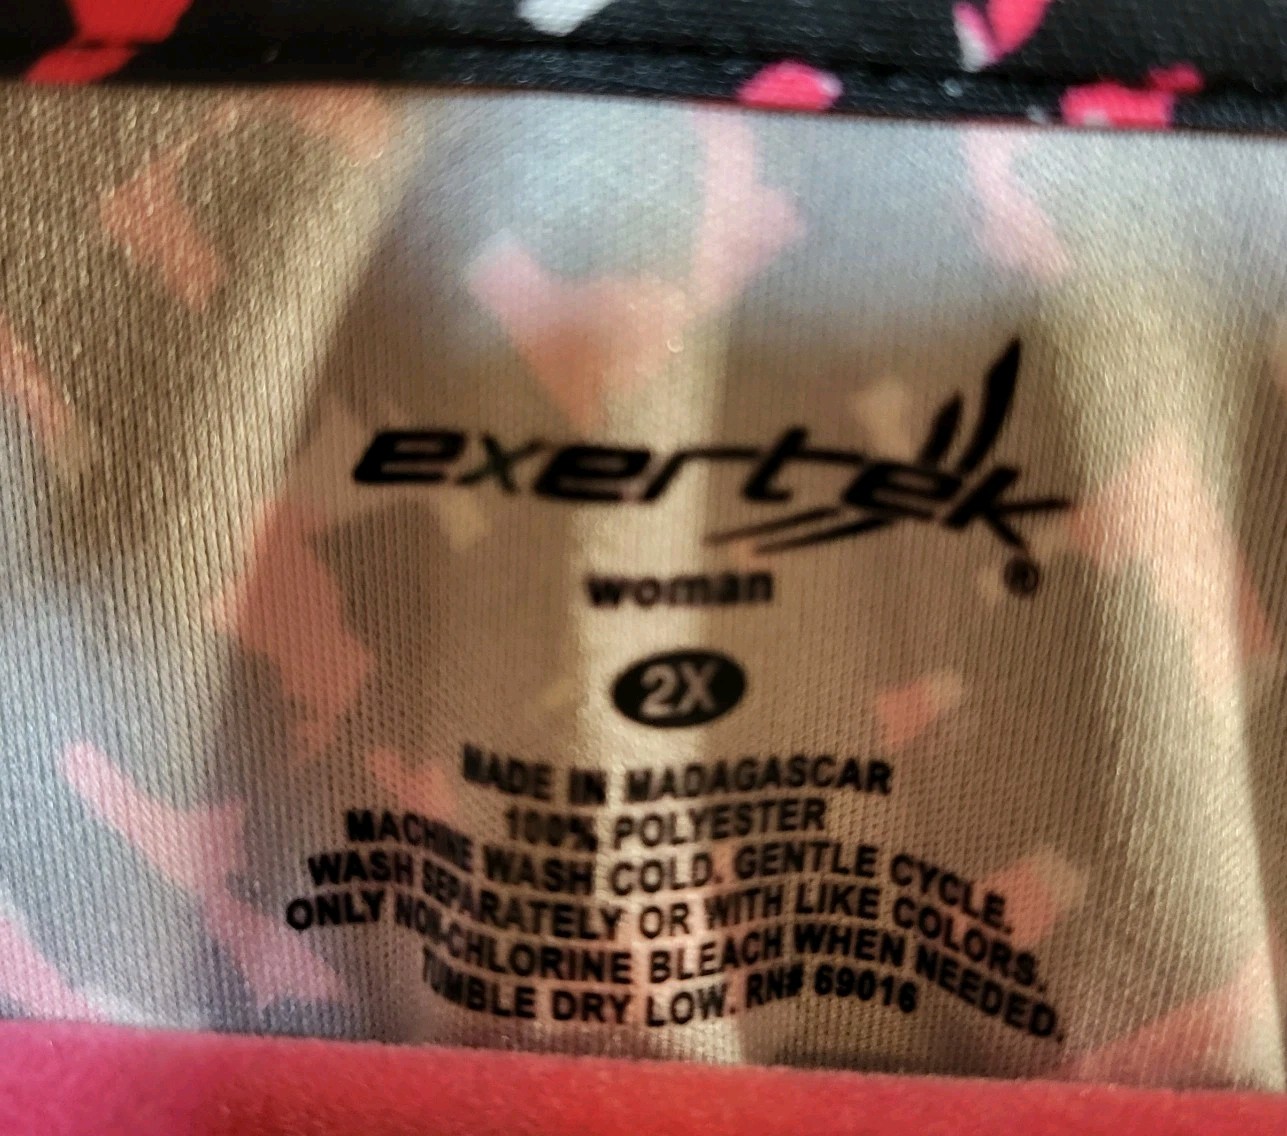 exertek
®
woman
2X
MADE IN MADAGASCAR
100% POLYESTER
MACHINE WASH COLD. GENTLE CYCLE.
WASH SEPARATELY OR WITH LIKE COLORS.
ONLY NON-CHLORINE BLEACH WHEN NEEDED.
TUMBLE DRY LOW. RN# 69016